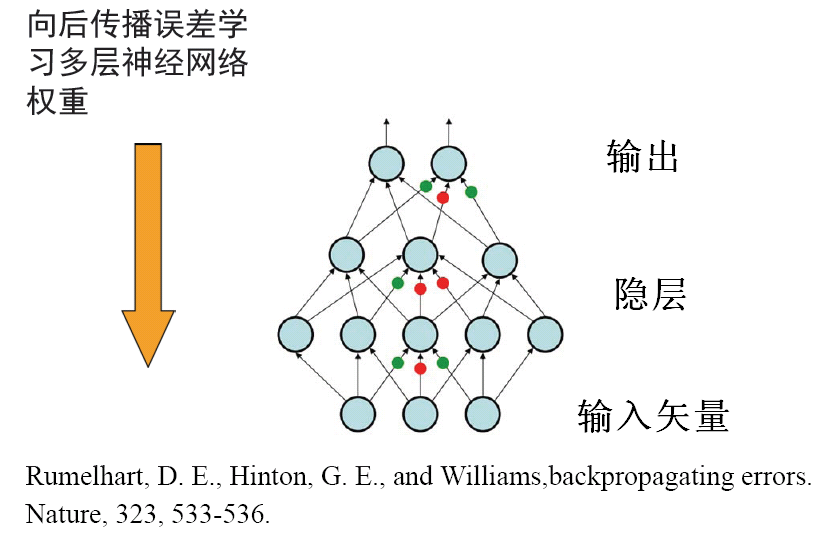 向后传播误差学
习多层神经网络
权重
输出
隐层
输入矢量
Rumelhart, D. E., Hinton, G. E., and Williams,backpropagating errors.
Nature, 323, 533-536.